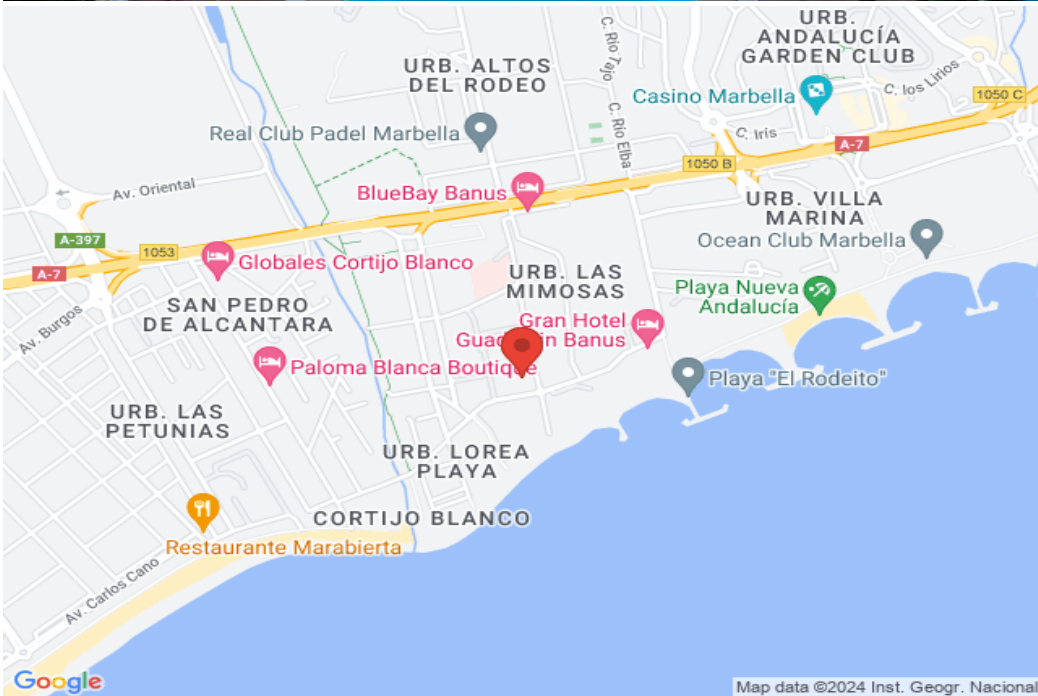 URB.
ANDALUCÍA
GARDEN CLUB
C. Río Tejo
URB. ALTOS
DEL RODEO
Casino Marbella
C. los Lirios
1050 C
Real Club Padel Marbella
C. Río Elba
C. Iris
A-7
1050 B
Av. Oriental
BlueBay Banus
URB. VILLA
MARINA
A-397
1053
Ocean Club Marbella
Globales Cortijo Blanco
A-7
URB. LAS
MIMOSAS
Playa Nueva
Andalucía
SAN PEDRO
DE ALCANTARA
Av. Burgos
Gran Hotel
Banus
Paloma Blanca Boutique
Playa "El Rodeito"
URB. LAS
PETUNIAS
URB. LOREA
PLAYA
CORTIJO BLANCO
Restaurante Marabierta
Av. Carlos Cano
Google
Map data ©2024 Inst. Geogr. Nacional